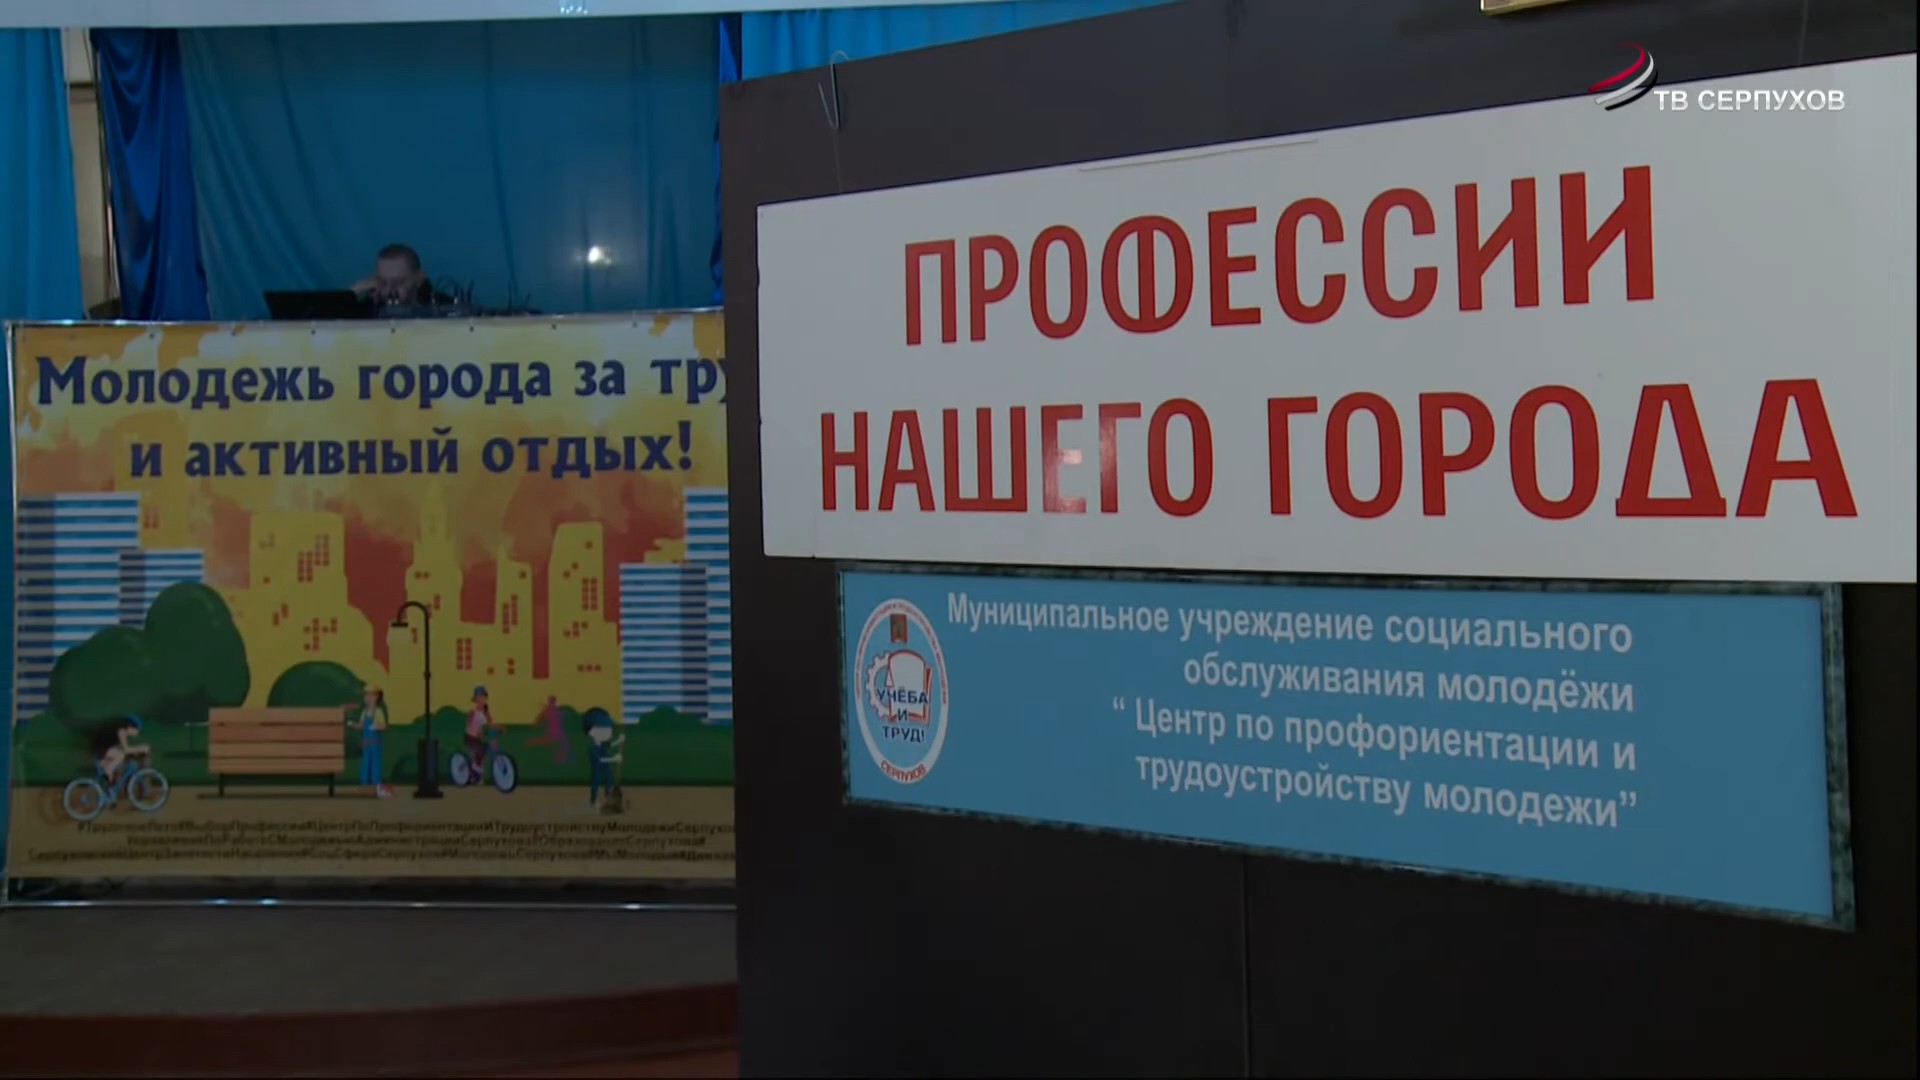 ТВ СЕРПУХОВ
ПРОФЕССИИ
НАШЕГО ГОРОДА
Муниципальное учреждение социального
обслуживания молодёжи
“ Центр по профориентации и
трудоустройству молодежи”
УЧЁБА
И
ТРУД!
СЕРПУХОВ
Молодежь города за тру
и активный отдых!